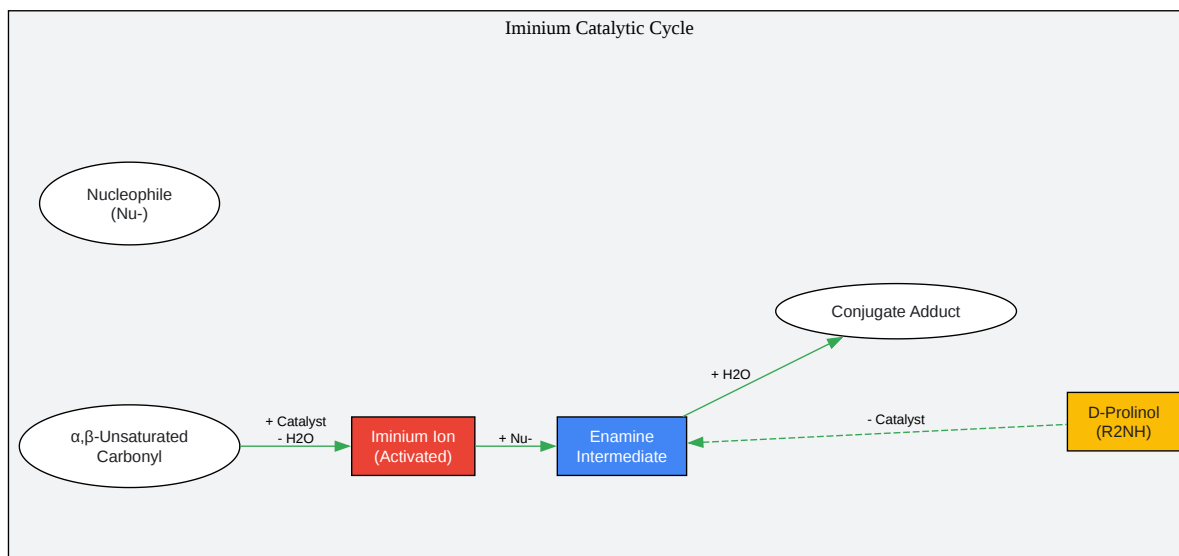 Iminium Catalytic Cycle
Nucleophile
(Nu-)
Conjugate Adduct
+ H2O
D-Prolinol
(R2NH)
- Catalyst
α,β-Unsaturated
Carbonyl
+ Catalyst
- H2O
Iminium Ion
(Activated)
+ Nu-
Enamine
Intermediate